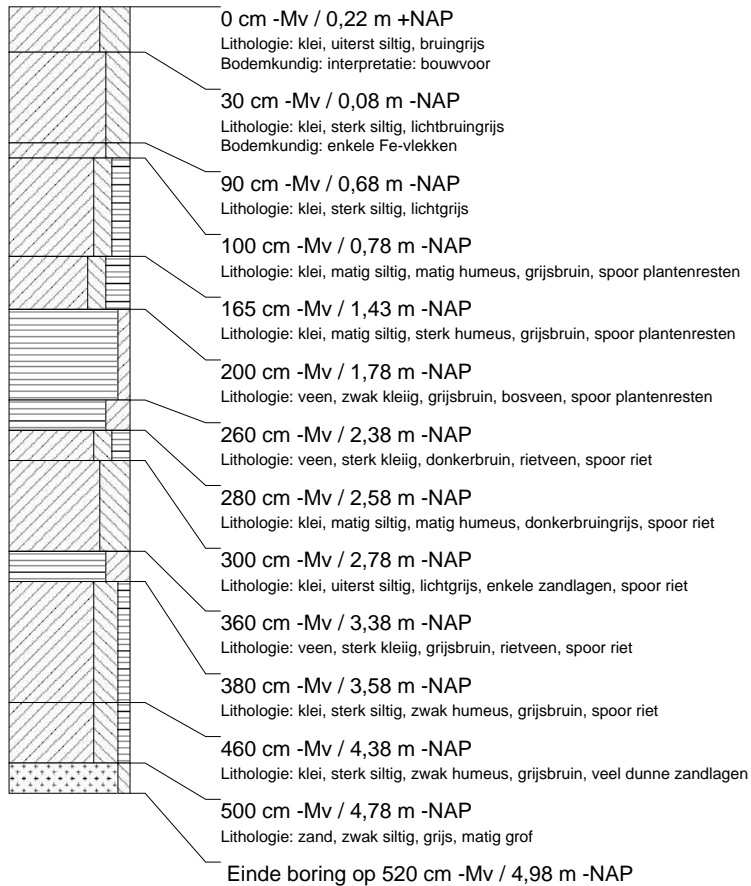 0 cm -Mv / 0,22 m +NAP
Lithologie: klei, uiterst siltig, bruingrijs
Bodemkundig: interpretatie: bouwvoor
30 cm -Mv / 0,08 m -NAP
Lithologie: klei, sterk siltig, lichtbruingrijs
Bodemkundig: enkele Fe-vlekken
90 cm -Mv / 0,68 m -NAP
Lithologie: klei, sterk siltig, lichtgrijs
100 cm -Mv / 0,78 m -NAP
Lithologie: klei, matig siltig, matig humeus, grijsbruin, spoor plantenresten
165 cm -Mv / 1,43 m -NAP
Lithologie: klei, matig siltig, sterk humeus, grijsbruin, spoor plantenresten
200 cm -Mv / 1,78 m -NAP
Lithologie: veen, zwak kleiig, grijsbruin, bosveen, spoor plantenresten
260 cm -Mv / 2,38 m -NAP
Lithologie: veen, sterk kleiig, donkerbruin, rietveen, spoor riet
280 cm -Mv / 2,58 m -NAP
Lithologie: klei, matig siltig, matig humeus, donkerbruingrijs, spoor riet
300 cm -Mv / 2,78 m -NAP
Lithologie: klei, uiterst siltig, lichtgrijs, enkele zandlagen, spoor riet
360 cm -Mv / 3,38 m -NAP
Lithologie: veen, sterk kleiig, grijsbruin, rietveen, spoor riet
380 cm -Mv / 3,58 m -NAP
Lithologie: klei, sterk siltig, zwak humeus, grijsbruin, spoor riet
460 cm -Mv / 4,38 m -NAP
Lithologie: klei, sterk siltig, zwak humeus, grijsbruin, veel dunne zandlagen
500 cm -Mv / 4,78 m -NAP
Lithologie: zand, zwak siltig, grijs, matig grof
Einde boring op 520 cm -Mv / 4,98 m -NAP